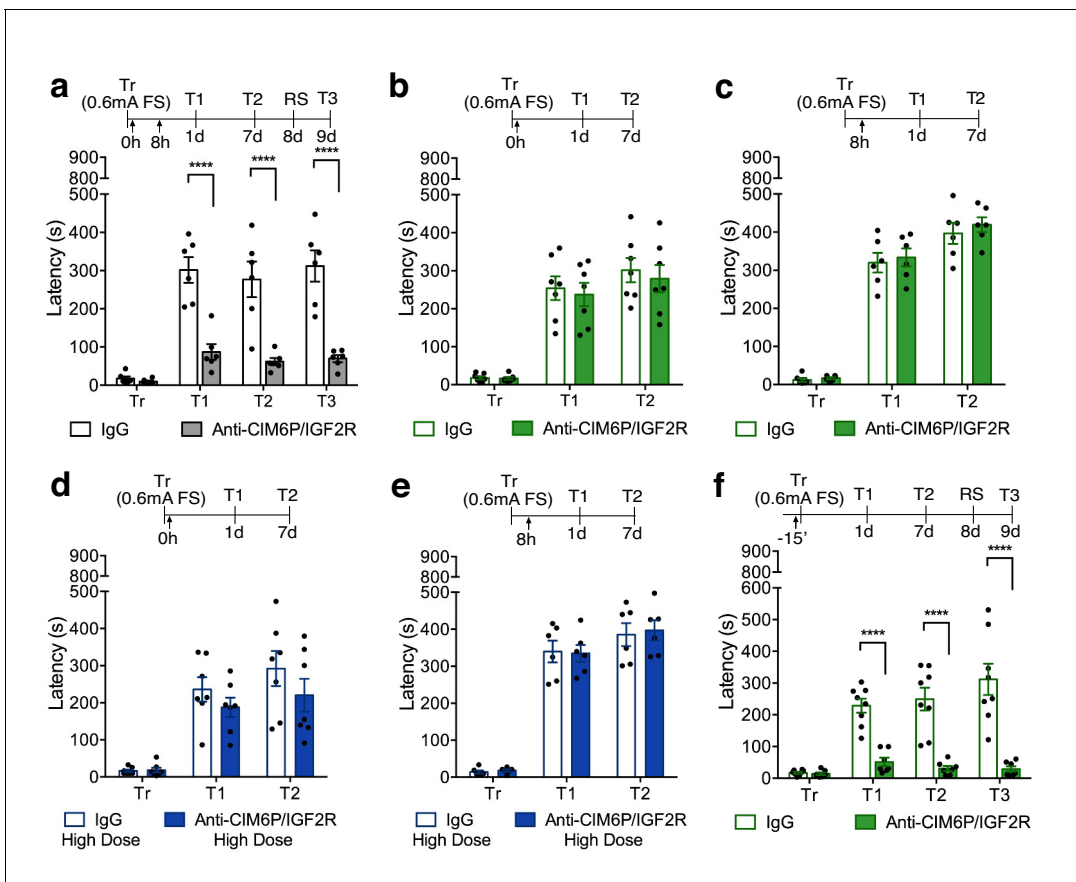 a
Tr
(0.6mA FS) T1 T2 RS T3
0h 8h 1d 7d 8d 9d
**** **** ****
900
800
500
400
300
200
100
0
Latency (s)
Tr T1 T2 T3
IgG Anti-CIM6P/IGF2R
b
Tr
(0.6mA FS) T1 T2
0h 1d 7d
900
800
500
400
300
200
100
0
Latency (s)
Tr T1 T2
IgG Anti-CIM6P/IGF2R
c
Tr
(0.6mA FS) T1 T2
8h 1d 7d
900
800
500
400
300
200
100
0
Latency (s)
Tr T1 T2
IgG Anti-CIM6P/IGF2R
d
Tr
(0.6mA FS) T1 T2
0h 1d 7d
900
800
500
400
300
200
100
0
Latency (s)
Tr T1 T2
IgG Anti-CIM6P/IGF2R
High Dose High Dose
e
Tr
(0.6mA FS) T1 T2
8h 1d 7d
900
800
500
400
300
200
100
0
Latency (s)
Tr T1 T2
IgG Anti-CIM6P/IGF2R
High Dose High Dose
f
Tr
(0.6mA FS) T1 T2 RS T3
-15' 1d 7d 8d 9d
**** **** ****
900
800
600
500
400
300
200
100
0
Latency (s)
Tr T1 T2 T3
IgG Anti-CIM6P/IGF2R